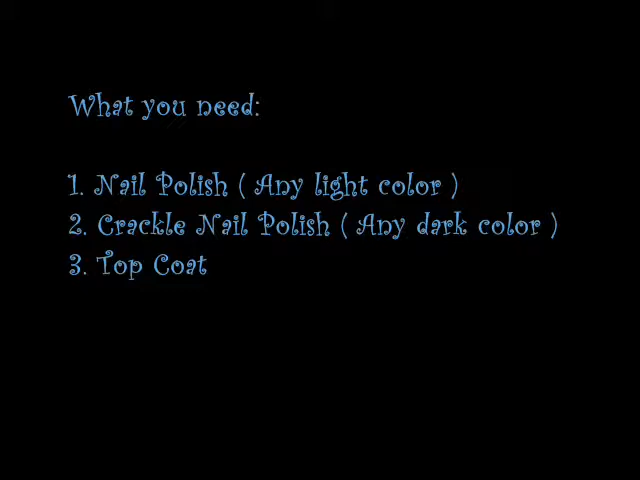 What you need:
1. Nail Polish ( Any light color )
2. Crackle Nail Polish ( Any dark color )
3. Top Coat